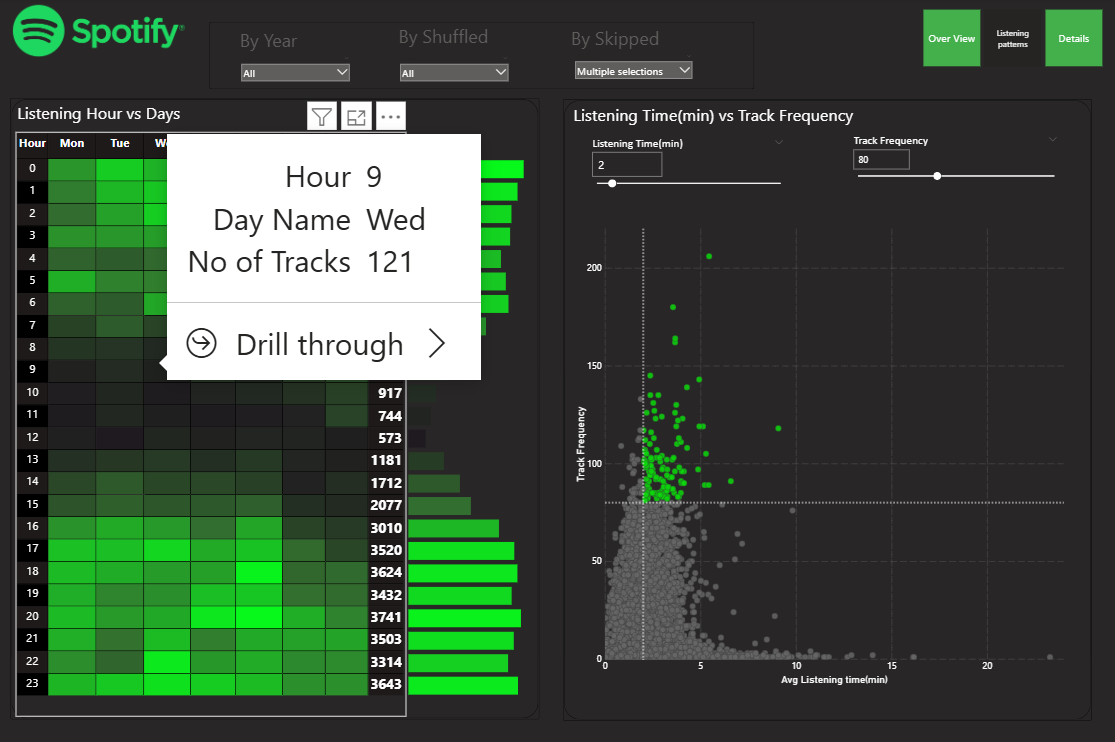 Spotify®
By Year
By Shuffled
By Skipped
All
All
Multiple selections
Over View
Listening
patterns
Details
Listening Hour vs Days
Hour Mon Tue
0
1
2
3
4
5
6
7
8
9
10 917
11 744
12 573
13 1181
14 1712
15 2077
16 3010
17 3520
18 3624
19 3432
20 3741
21 3503
22 3314
23 3643
Hour 9
Day Name Wed
No of Tracks 121
Drill through
Listening Time(min) vs Track Frequency
Listening Time(min)
2
Track Frequency
80
Track Frequency
200
150
100
50
0
0 5 10 15 20
Avg Listening time(min)